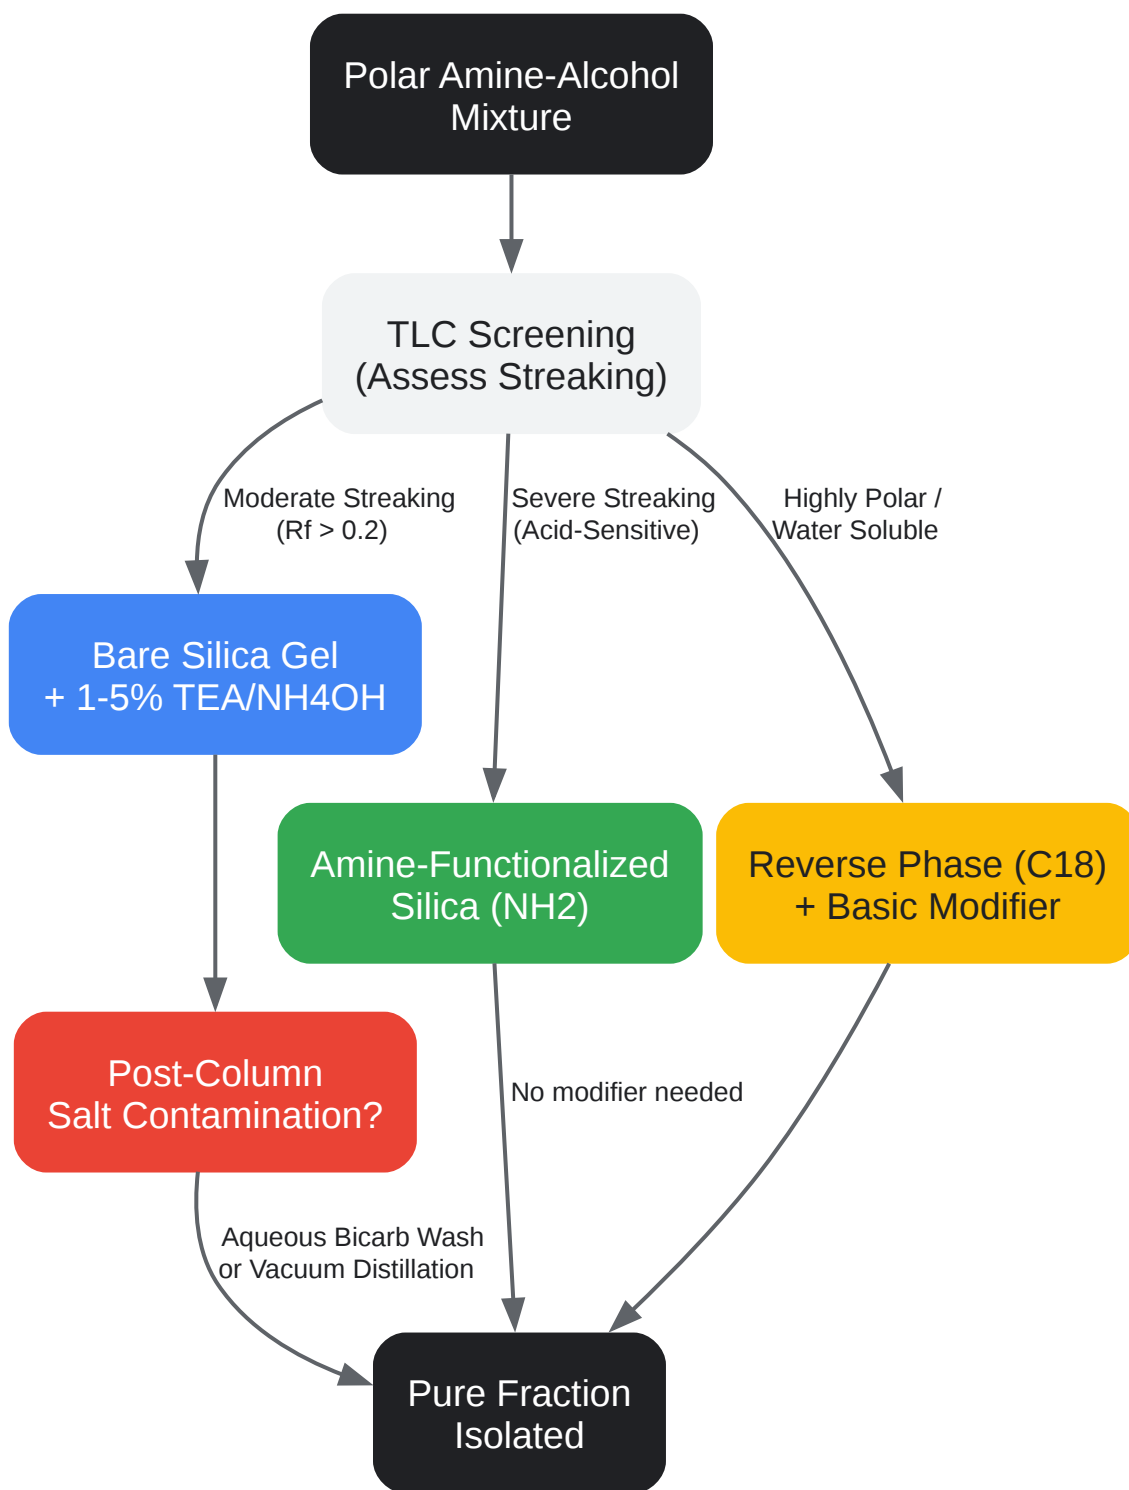 Polar Amine-Alcohol
Mixture
TLC Screening
(Assess Streaking)
Moderate Streaking
(Rf > 0.2)
Severe Streaking
(Acid-Sensitive)
Highly Polar /
Water Soluble
Bare Silica Gel
+ 1-5% TEA/NH4OH
Amine-Functionalized
Silica (NH2)
Reverse Phase (C18)
+ Basic Modifier
Post-Column
Salt Contamination?
No modifier needed
Aqueous Bicarb Wash
or Vacuum Distillation
Pure Fraction
Isolated